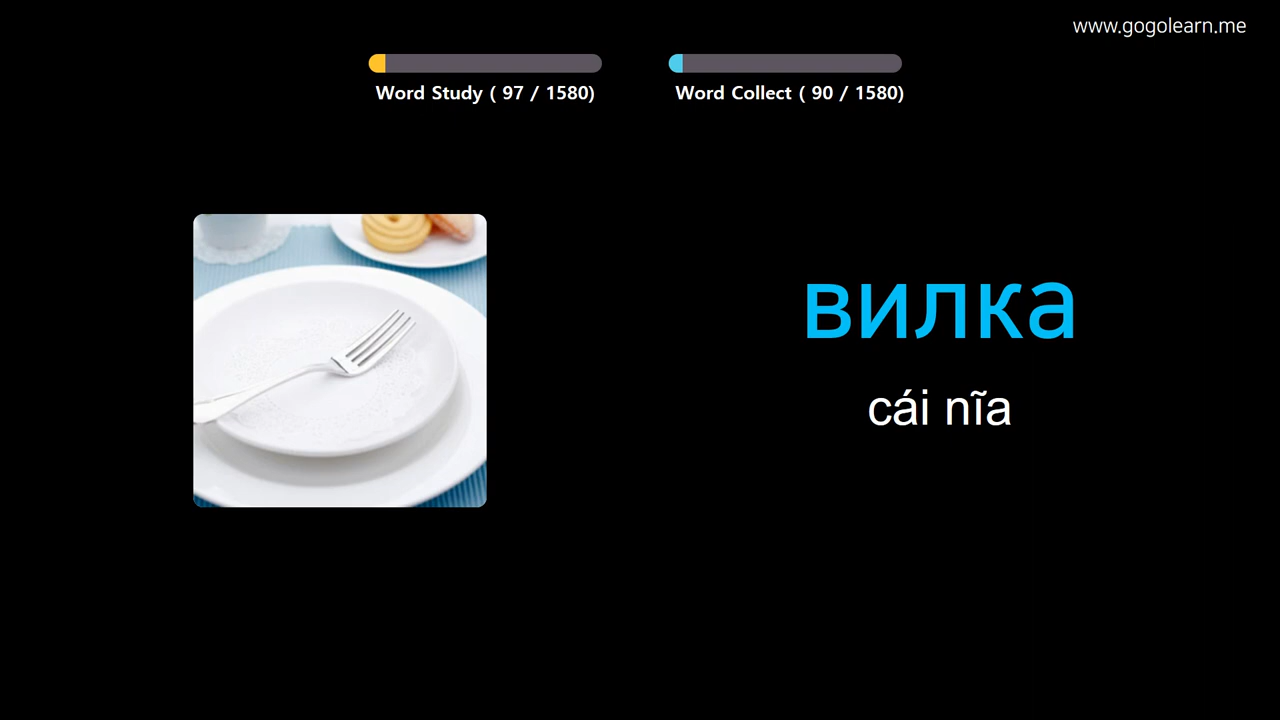 www.gogolearn.me
Word Study ( 97 / 1580)
Word Collect ( 90 / 1580)
вилка
cái nĩa